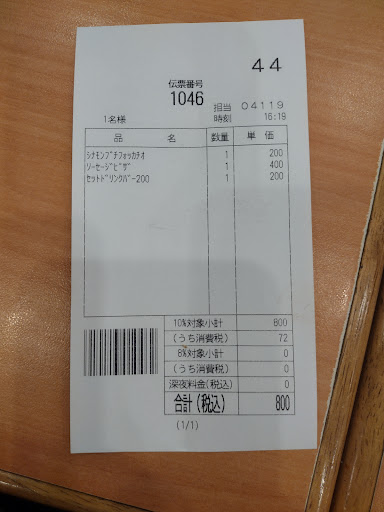 44
伝票番号
1046
担当 04119
1名様 時刻 16:19
品 名 数量 単価
ｼﾅﾓﾝﾌﾟﾁﾌｫｯｶﾁｵ 1 200
ｿｰｾｰｼﾞﾋﾟｻﾞ 1 400
ｾｯﾄﾄﾞﾘﾝｸﾊﾞｰ200 1 200
10%対象小計 800
(うち消費税) 72
8%対象小計 0
(うち消費税) 0
深夜料金(税込) 0
合計(税込) 800
(1/1)